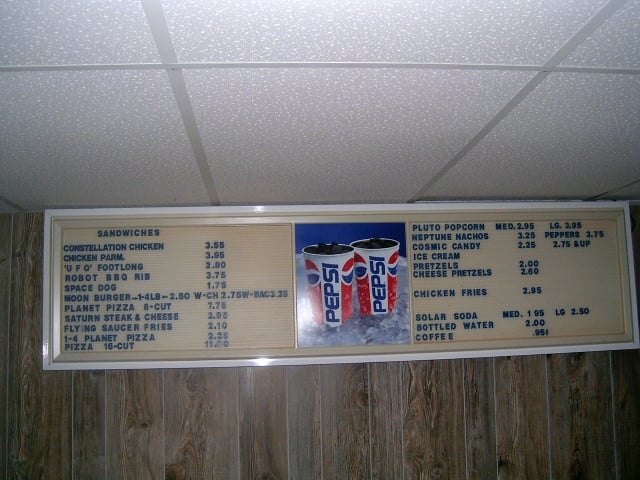 SANDWICHES
CONSTELLATION CHICKEN 3.55
CHICKEN PARM. 3.95
'U F O' FOOTLONG 2.90
ROBOT BBQ RIB 3.75
SPACE DOG 1.75
MOON BURGER-1-4LB-2.50 W-CH 2.75 W-BAC 3.25
PLANET PIZZA 8-CUT 7.75
SATURN STEAK & CHEESE 3.95
FLYING SAUCER FRIES 2.10
1-4 PLANET PIZZA 2.25
PIZZA 16-CUT
PEPSI
PEPSI
PLUTO POPCORN MED. 2.95 LG. 3.95
NEPTUNE NACHOS 3.25 PEPPERS 3.75
COSMIC CANDY 2.25 2.75 & UP
ICE CREAM
PRETZELS 2.00
CHEESE PRETZELS 2.60
CHICKEN FRIES 2.95
SOLAR SODA MED. 1 95 LG 2.50
BOTTLED WATER 2.00
COFFEE .95